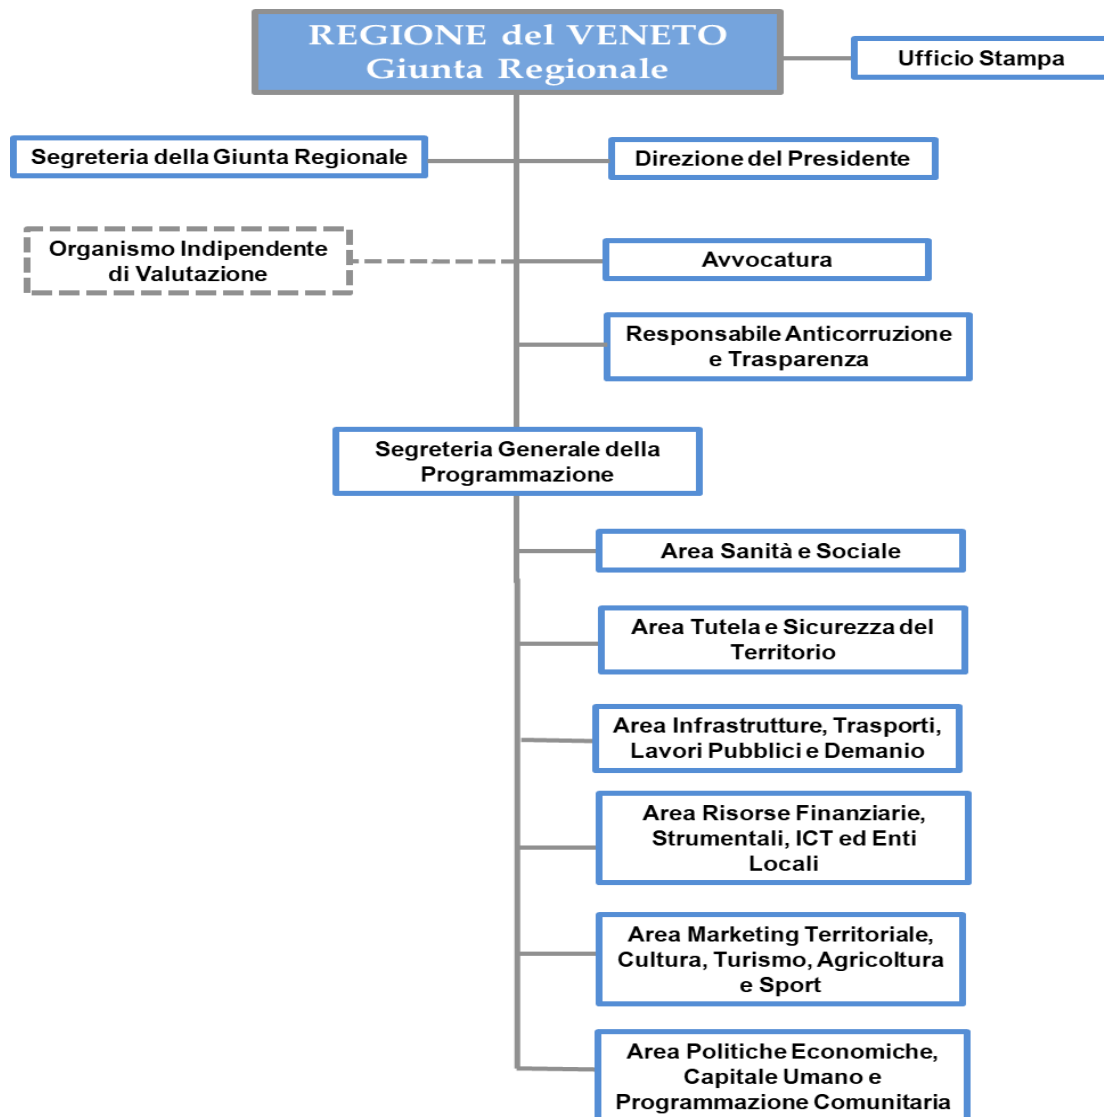 REGIONE del VENETO
Giunta Regionale
Ufficio Stampa
Segreteria della Giunta Regionale
Direzione del Presidente
Organismo Indipendente
di Valutazione
Avvocatura
Responsabile Anticorruzione
e Trasparenza
Segreteria Generale della
Programmazione
Area Sanità e Sociale
Area Tutela e Sicurezza del
Territorio
Area Infrastrutture, Trasporti,
Lavori Pubblici e Demanio
Area Risorse Finanziarie,
Strumentali, ICT ed Enti
Locali
Area Marketing Territoriale,
Cultura, Turismo, Agricoltura
e Sport
Area Politiche Economiche,
Capitale Umano e
Programmazione Comunitaria